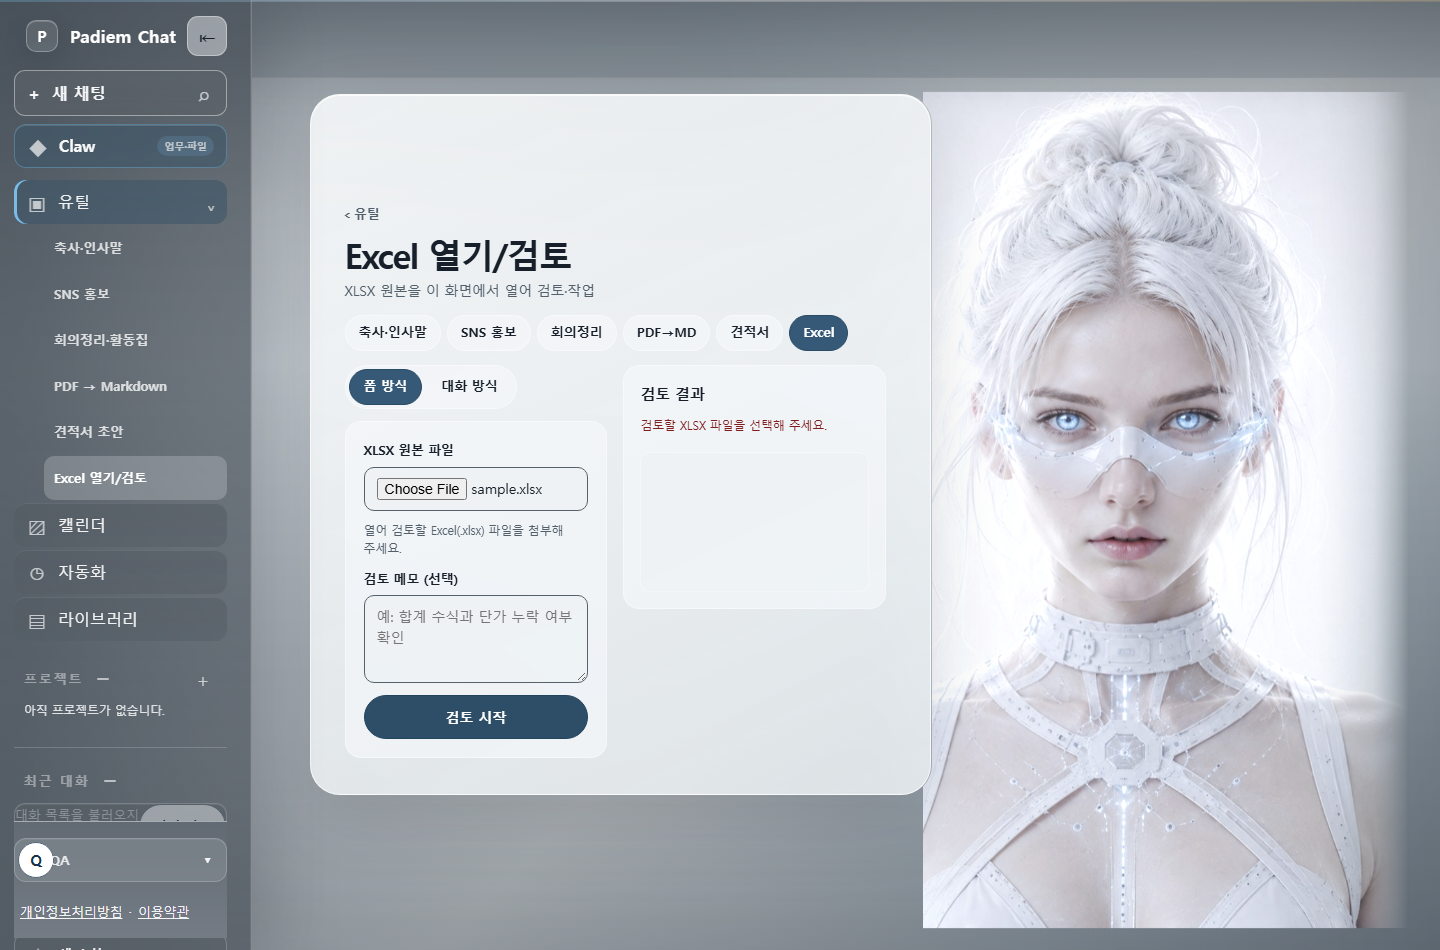 P Padiem Chat
+ 새 채팅
Claw 업무·파일
유틸
축사·인사말
SNS 홍보
회의정리·활동집
PDF → Markdown
견적서 초안
Excel 열기/검토
캘린더
자동화
라이브러리
프로젝트
아직 프로젝트가 없습니다.
최근 대화
대화 목록을 불러오지
Q QA
개인정보처리방침 · 이용약관
< 유틸
Excel 열기/검토
XLSX 원본을 이 화면에서 열어 검토·작업
축사·인사말 SNS 홍보 회의정리 PDF→MD 견적서 Excel
폼 방식 대화 방식
XLSX 원본 파일
Choose File sample.xlsx
열어 검토할 Excel(.xlsx) 파일을 첨부해
주세요.
검토 메모 (선택)
예: 합계 수식과 단가 누락 여부
확인
검토 시작
검토 결과
검토할 XLSX 파일을 선택해 주세요.